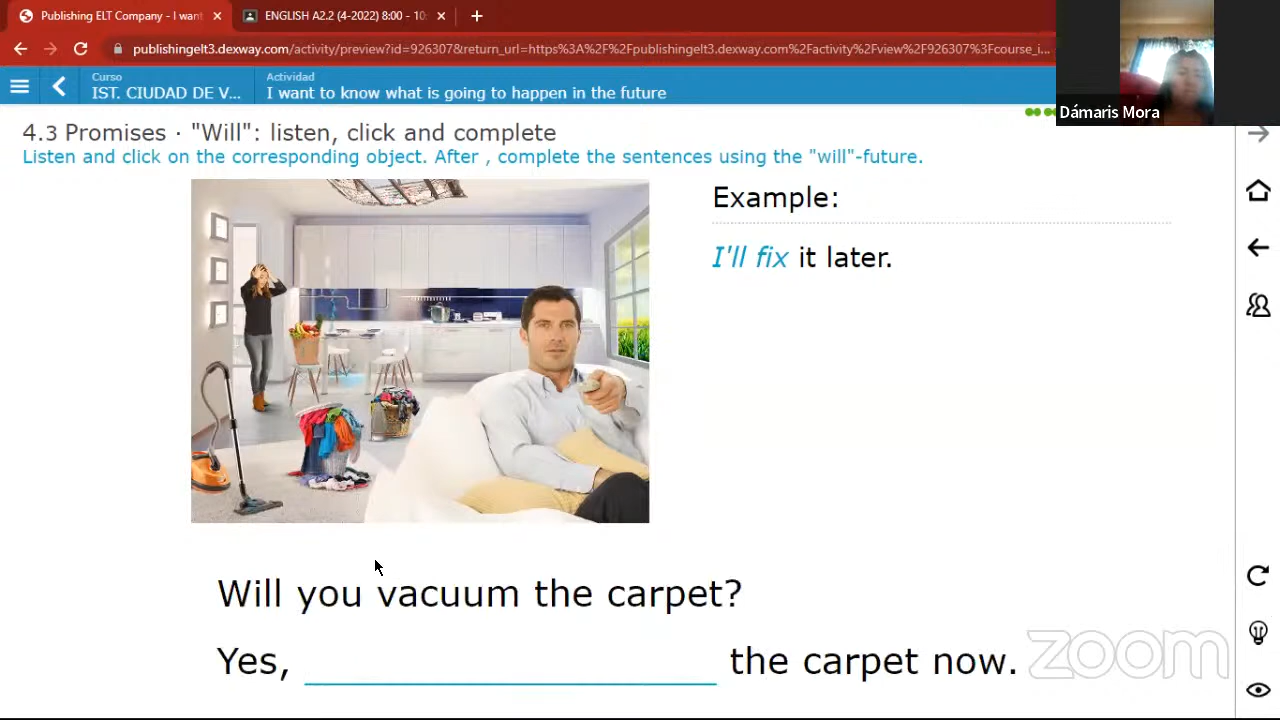 Publishing ELT Company - I want
ENGLISH A2.2 (4-2022) 8:00 - 10:
publishingelt3.dexway.com/activity/preview?id=926307&return_url=https%3A%2F%2Fpublishingelt3.dexway.com%2Factivity%2Fview%2F926307%3Fcourse_i...
Curso
IST. CIUDAD DE V...
Actividad
I want to know what is going to happen in the future
Dámaris Mora
4.3 Promises · "Will": listen, click and complete
Listen and click on the corresponding object. After , complete the sentences using the "will"-future.
Example:
I'll fix it later.
Will you vacuum the carpet?
Yes, ____________________ the carpet now.
zoom